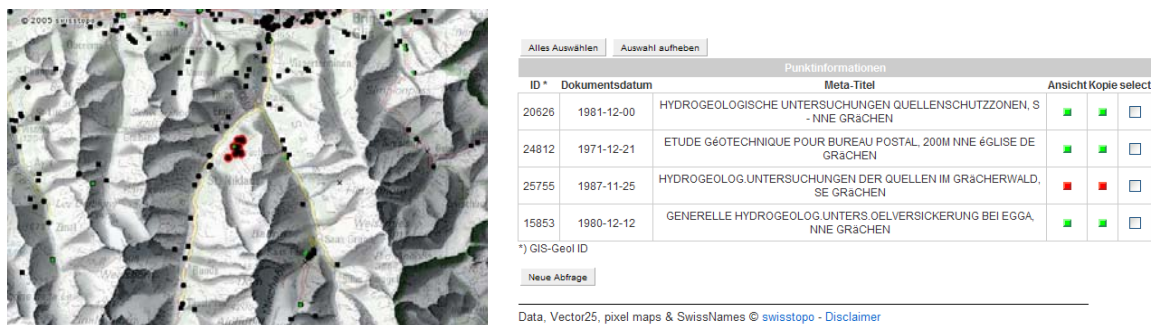 © 2005 swisstopo
Alles Auswählen Auswahl aufheben
Punktinformationen
ID * Dokumentsdatum Meta-Titel Ansicht Kopie select
20626 1981-12-00 HYDROGEOLOGISCHE UNTERSUCHUNGEN QUELLENSCHUTZZONEN, S
- NNE GRäCHEN
24812 1971-12-21 ETUDE GéOTECHNIQUE POUR BUREAU POSTAL, 200M NNE éGLISE DE
GRäCHEN
25755 1987-11-25 HYDROGEOLOG.UNTERSUCHUNGEN DER QUELLEN IM GRäCHERWALD,
SE GRäCHEN
15853 1980-12-12 GENERELLE HYDROGEOLOG.UNTERS.OELVERSICKERUNG BEI EGGA,
NNE GRäCHEN
*) GIS-Geol ID
Neue Abfrage
Data, Vector25, pixel maps & SwissNames © swisstopo - Disclaimer